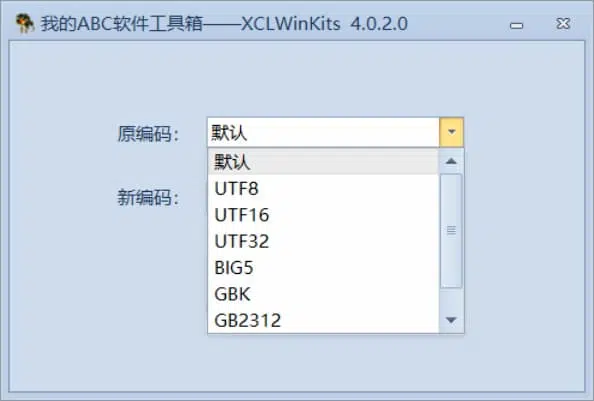 我的ABC软件工具箱——XCLWinKits 4.0.2.0
原编码： 默认
默认
UTF8
新编码：
UTF16
UTF32
BIG5
GBK
GB2312